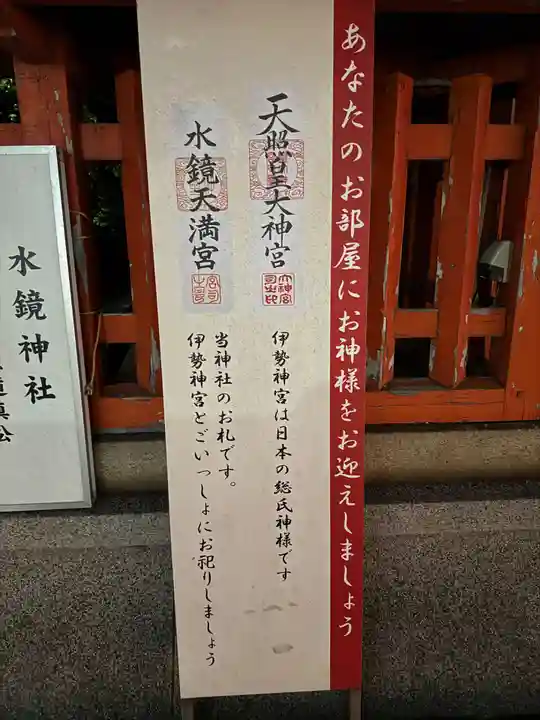 あなたのお部屋にお神様をお迎えしましょう
天照皇大神宮
伊勢神宮は日本の総氏神様です
水鏡天満宮
当神社のお札です。
伊勢神宮とごいっしょにお祀りしましょう
水鏡神社
道真公